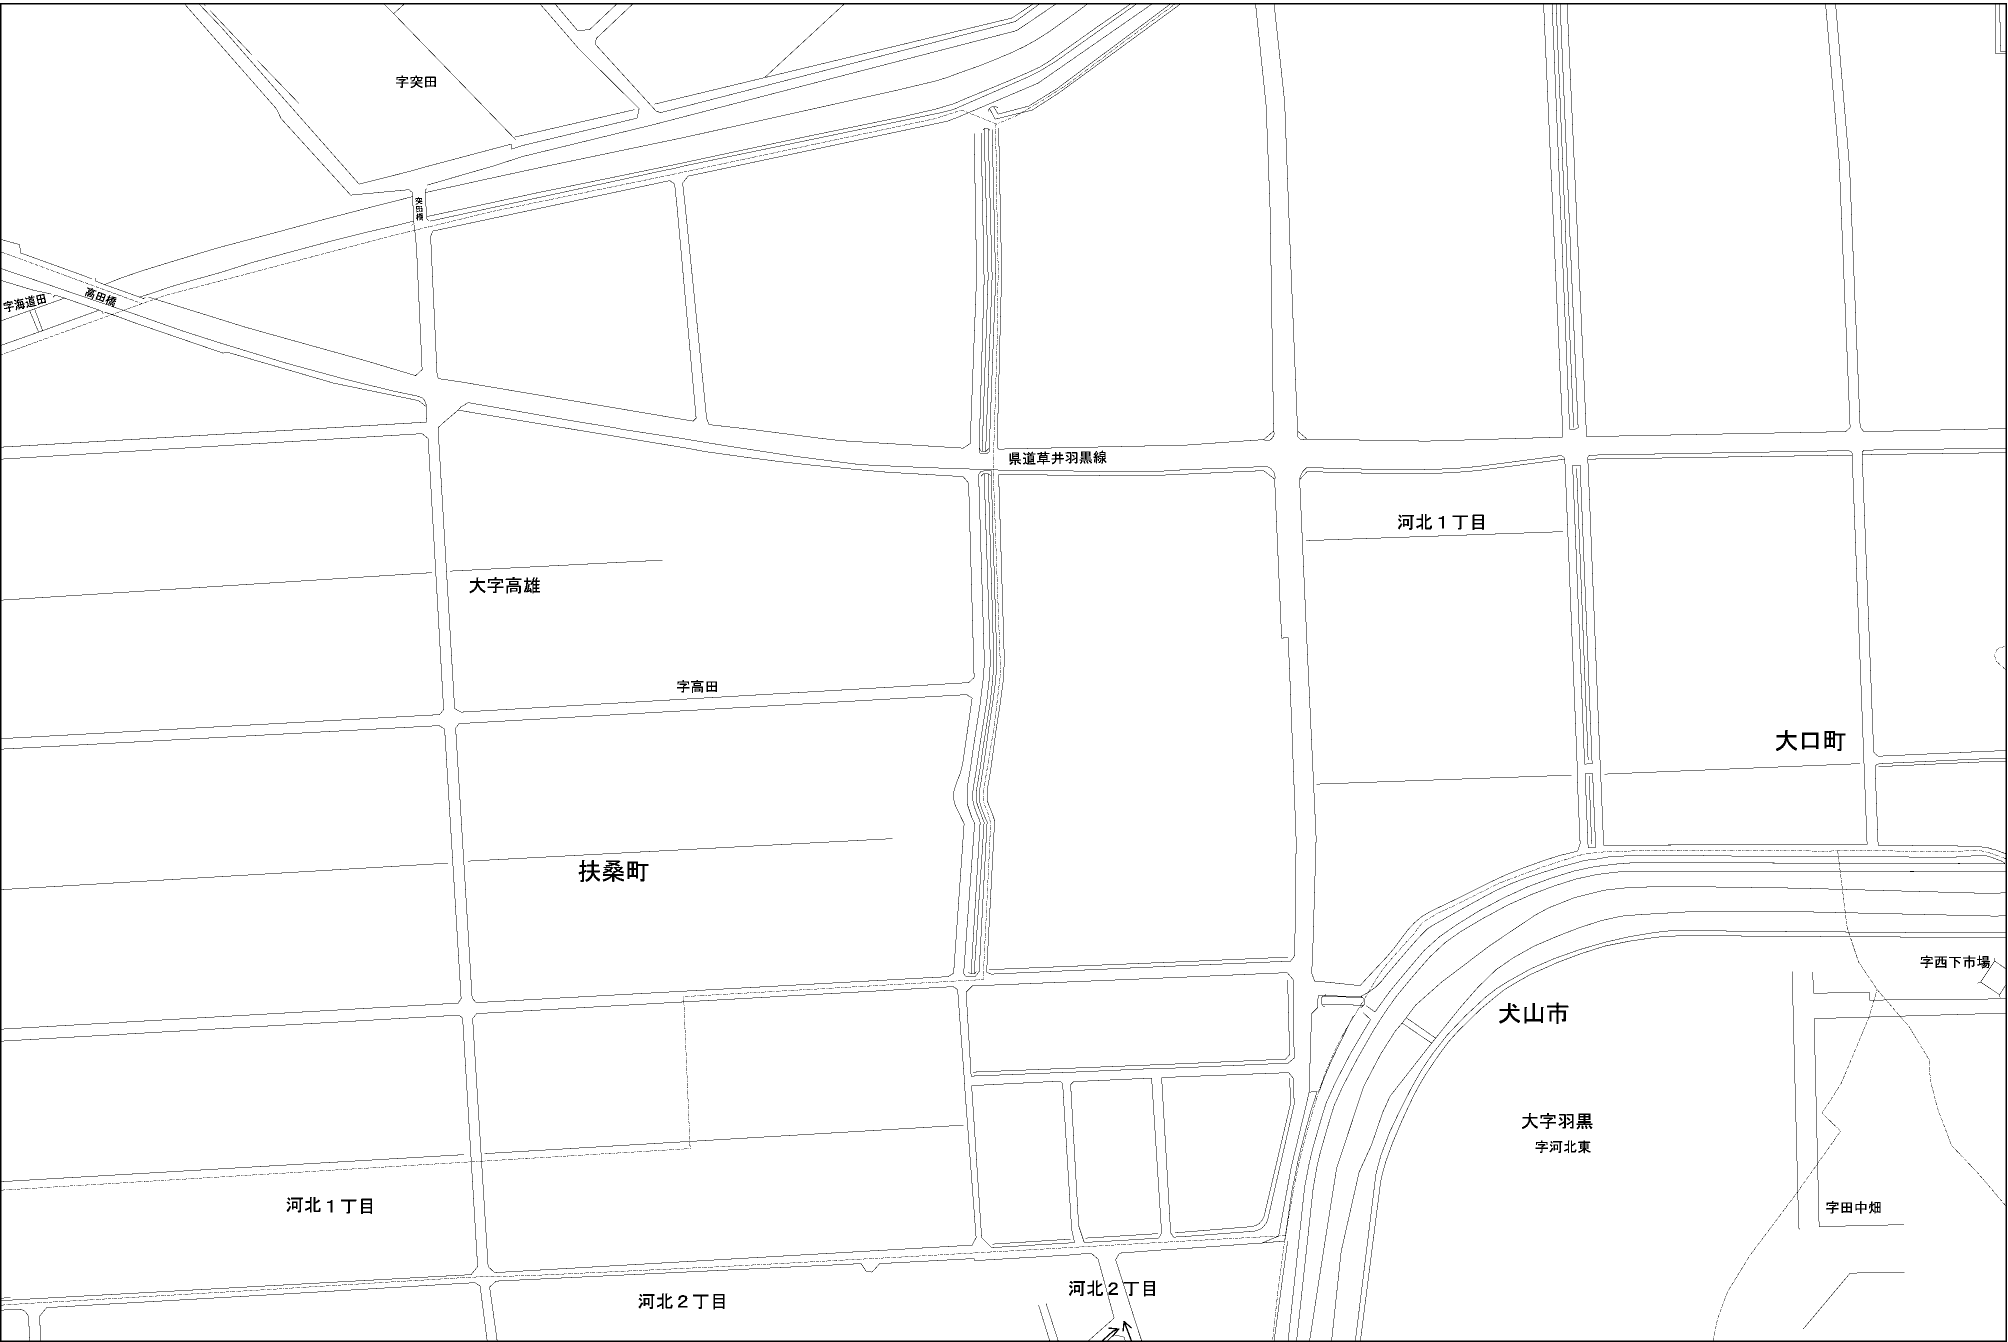 字突田
突田橋
字海道田
高田橋
県道草井羽黒線
河北１丁目
大字高雄
字高田
大口町
扶桑町
字西下市場
犬山市
大字羽黒
字河北東
河北１丁目
字田中畑
河北２丁目
河北２丁目